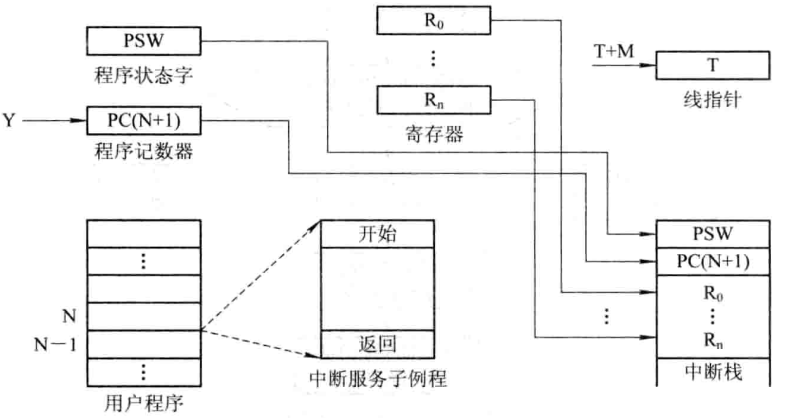 PSW
程序状态字
Y
PC(N+1)
程序记数器
R₀
⋮
Rₙ
寄存器
T+M
T
线指针
⋮
N
N－1
⋮
用户程序
开始
返回
中断服务子例程
PSW
PC(N+1)
R₀
⋮
⋮
Rₙ
中断栈